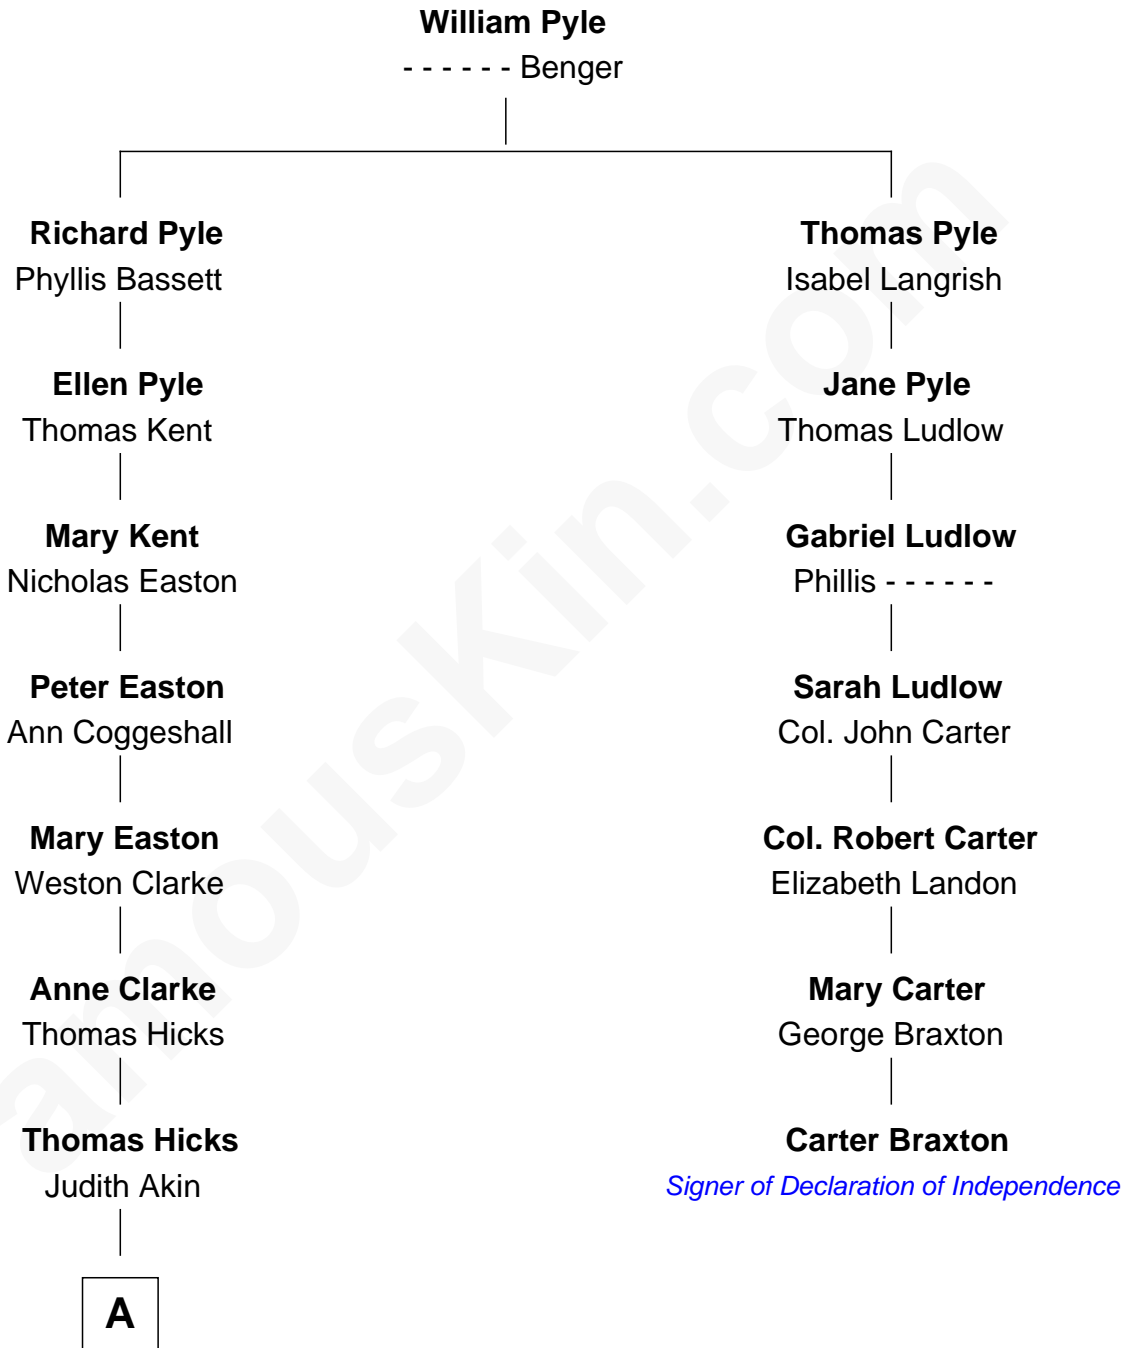 William Pyle
- - - - - - Benger
Richard Pyle
Phyllis Bassett
Thomas Pyle
Isabel Langrish
Ellen Pyle
Thomas Kent
Jane Pyle
Thomas Ludlow
Mary Kent
Nicholas Easton
Gabriel Ludlow
Phillis - - - - - -
Peter Easton
Ann Coggeshall
Sarah Ludlow
Col. John Carter
Mary Easton
Weston Clarke
Col. Robert Carter
Elizabeth Landon
Anne Clarke
Thomas Hicks
Mary Carter
George Braxton
Thomas Hicks
Judith Akin
Carter Braxton
Signer of Declaration of Independence
A
amousKin.com